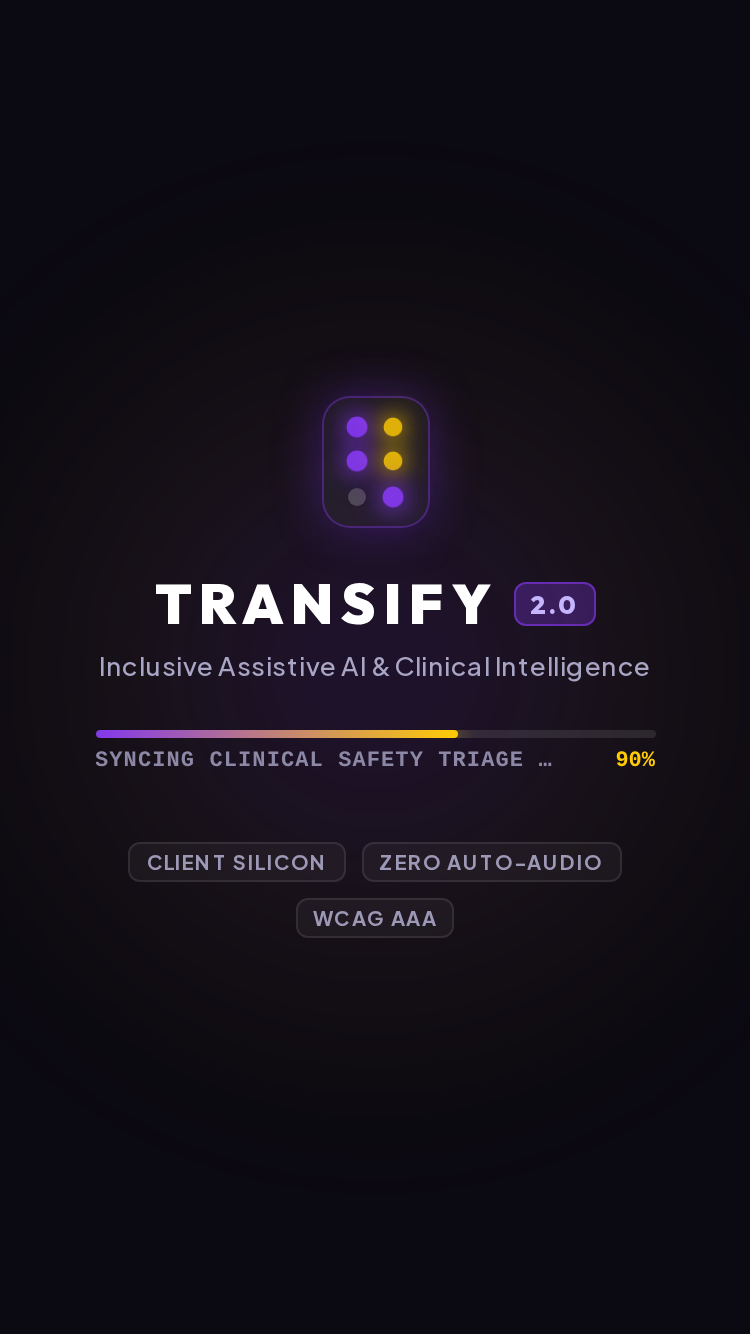 TRANSIFY 2.0
Inclusive Assistive AI & Clinical Intelligence
SYNCING CLINICAL SAFETY TRIAGE … 90%
CLIENT SILICON ZERO AUTO-AUDIO
WCAG AAA